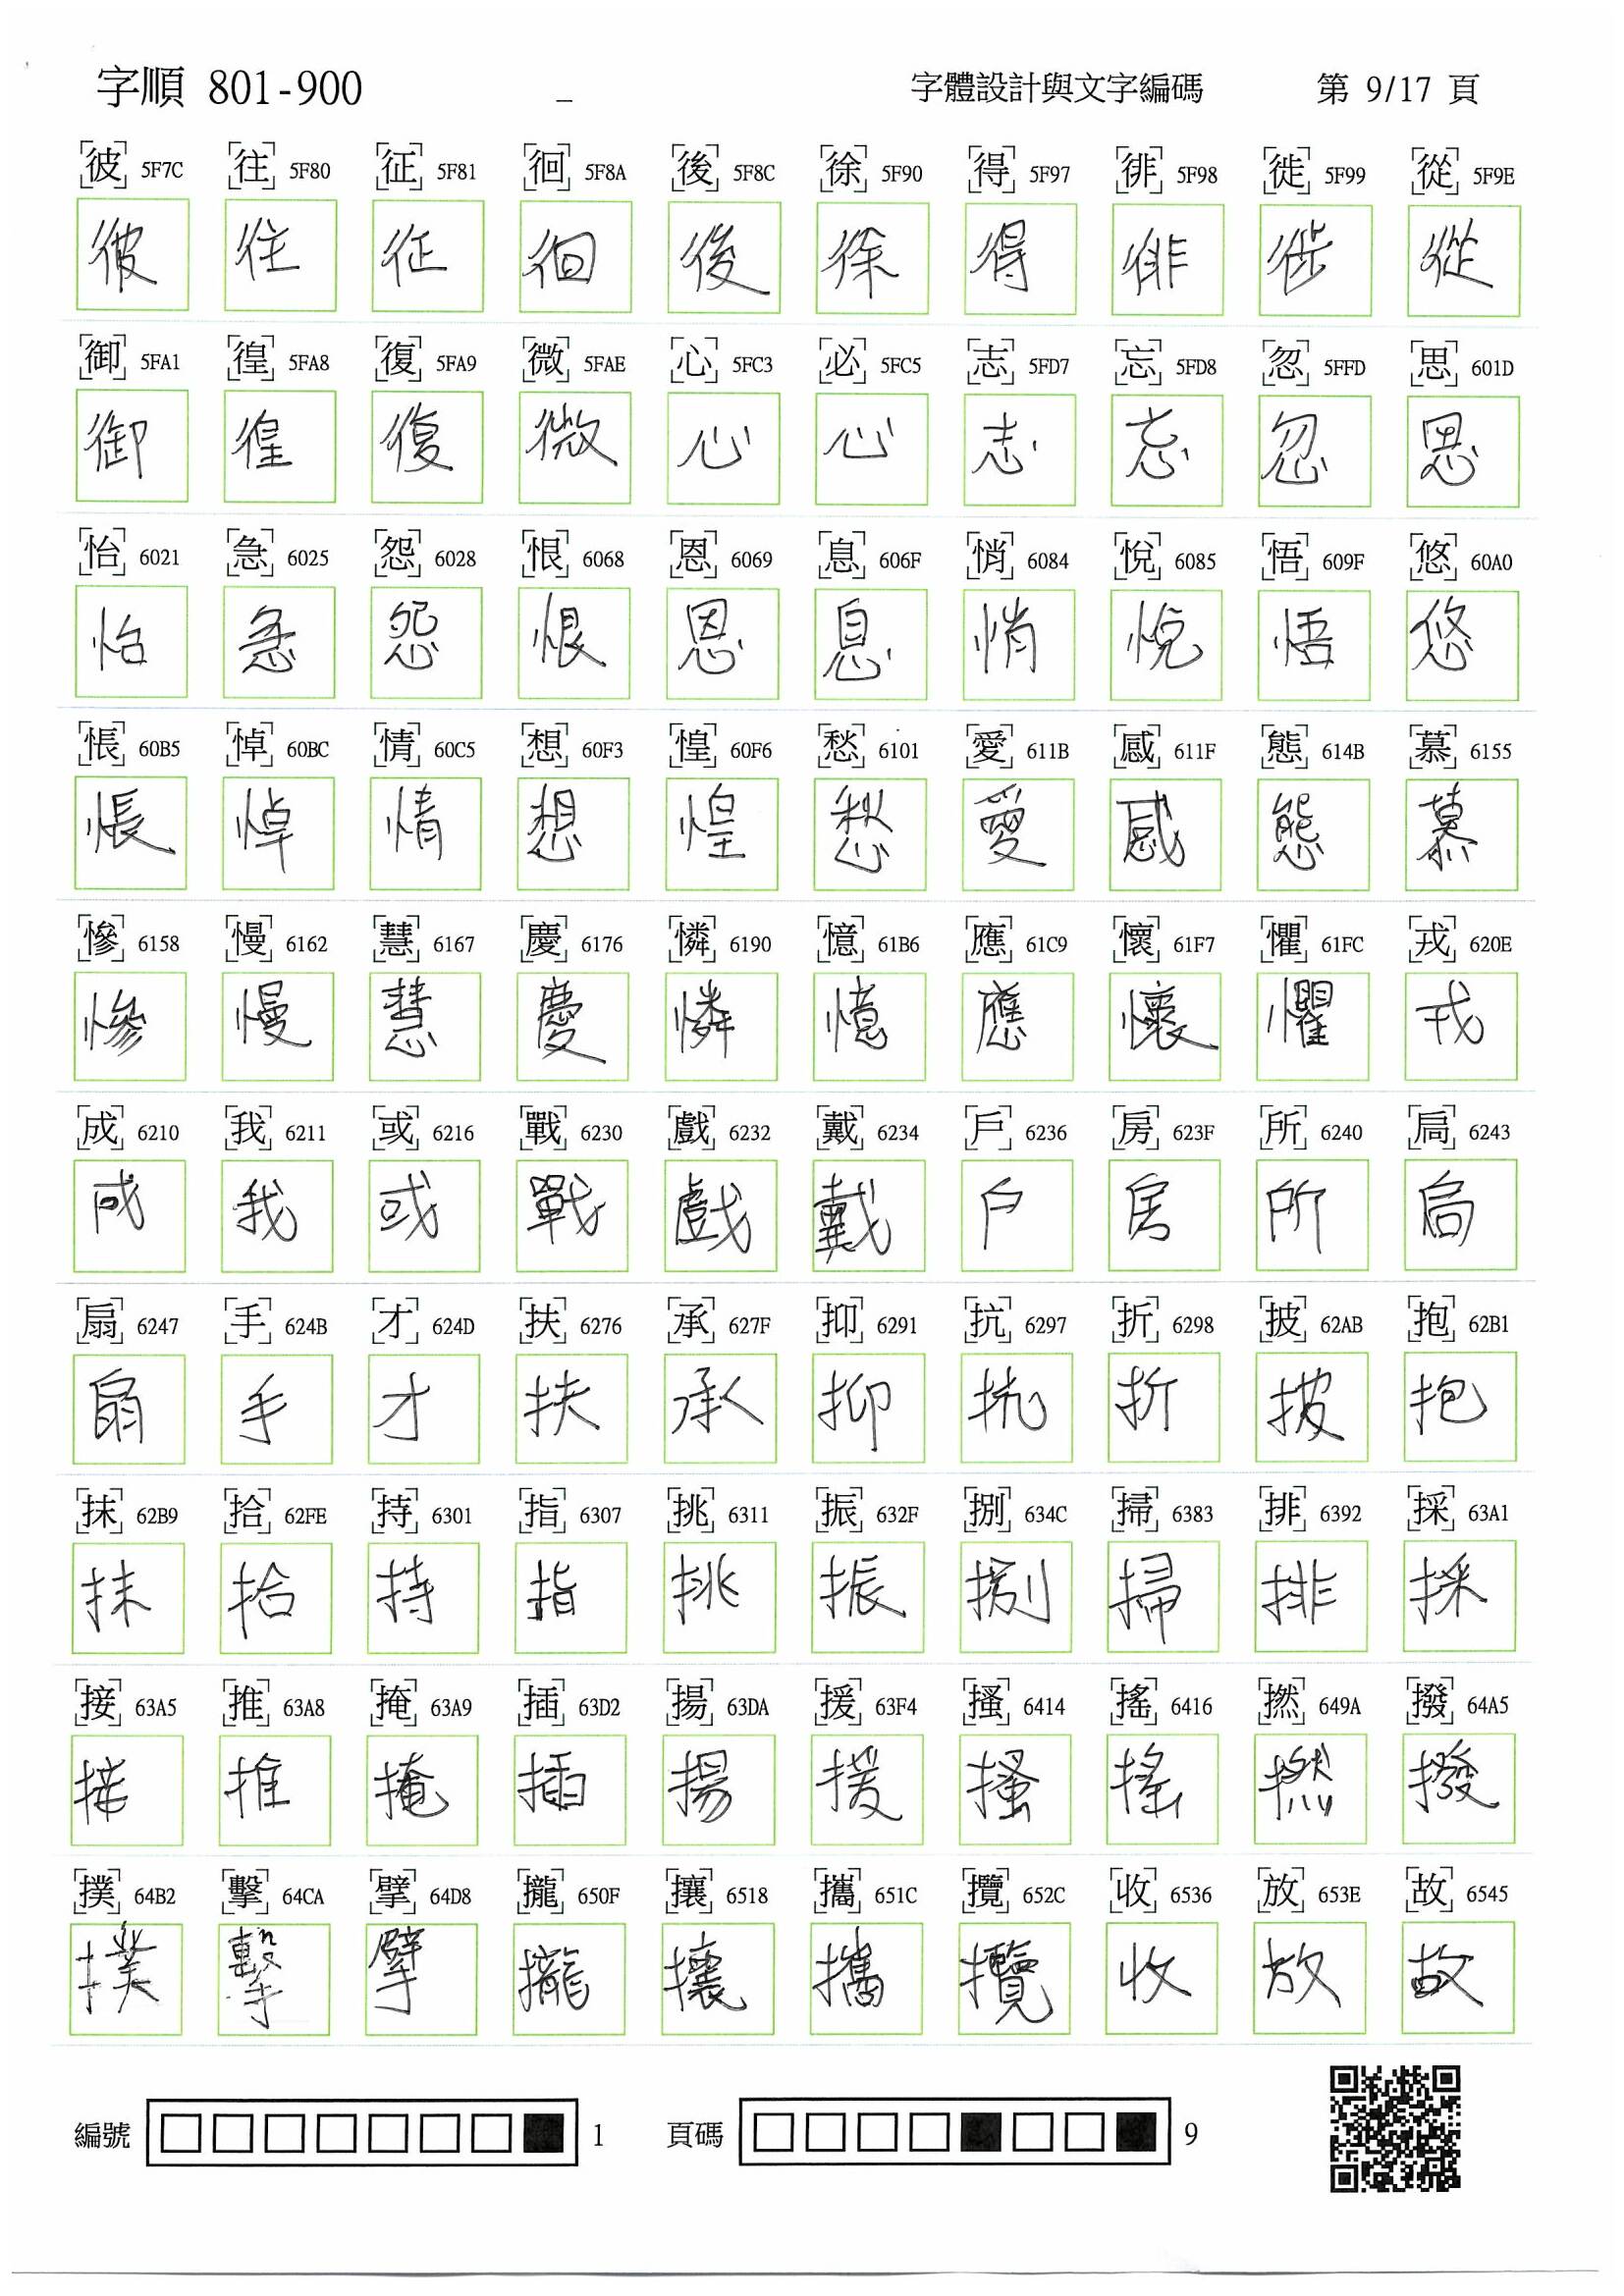 字順 801-900 _ 字體設計與文字編碼 第 9/17 頁
彼 5F7C 往 5F80 征 5F81 徊 5F8A 後 5F8C 徐 5F90 得 5F97 徘 5F98 徙 5F99 從 5F9E
彼 往 征 徊 後 徐 得 徘 徙 從
御 5FA1 徨 5FA8 復 5FA9 微 5FAE 心 5FC3 必 5FC5 志 5FD7 忘 5FD8 忽 5FFD 思 601D
御 徨 復 微 心 心 志 忘 忽 思
怡 6021 急 6025 怨 6028 恨 6068 恩 6069 息 606F 悄 6084 悅 6085 悟 609F 悠 60A0
怡 急 怨 恨 恩 息 悄 悅 悟 悠
悵 60B5 悼 60BC 情 60C5 想 60F3 惶 60F6 愁 6101 愛 611B 感 611F 態 614B 慕 6155
悵 悼 情 想 惶 愁 愛 感 態 慕
慘 6158 慢 6162 慧 6167 慶 6176 憐 6190 憶 61B6 應 61C9 懷 61F7 懼 61FC 戎 620E
慘 慢 慧 慶 憐 憶 應 懷 懼 戎
成 6210 我 6211 或 6216 戰 6230 戲 6232 戴 6234 戶 6236 房 623F 所 6240 扃 6243
成 我 或 戰 戲 戴 戶 房 所 扃
扇 6247 手 624B 才 624D 扶 6276 承 627F 抑 6291 抗 6297 折 6298 披 62AB 抱 62B1
扇 手 才 扶 承 抑 抗 折 披 抱
抹 62B9 拾 62FE 持 6301 指 6307 挑 6311 振 632F 捌 634C 掃 6383 排 6392 採 63A1
抹 拾 持 指 挑 振 捌 掃 排 採
接 63A5 推 63A8 掩 63A9 插 63D2 揚 63DA 援 63F4 搔 6414 搖 6416 撚 649A 撥 64A5
接 推 掩 插 揚 援 搔 搖 撚 撥
撲 64B2 擊 64CA 擘 64D8 攏 650F 攘 6518 攜 651C 攬 652C 收 6536 放 653E 故 6545
撲 擊 擘 攏 攘 攜 攬 收 放 故
編號 1 頁碼 9